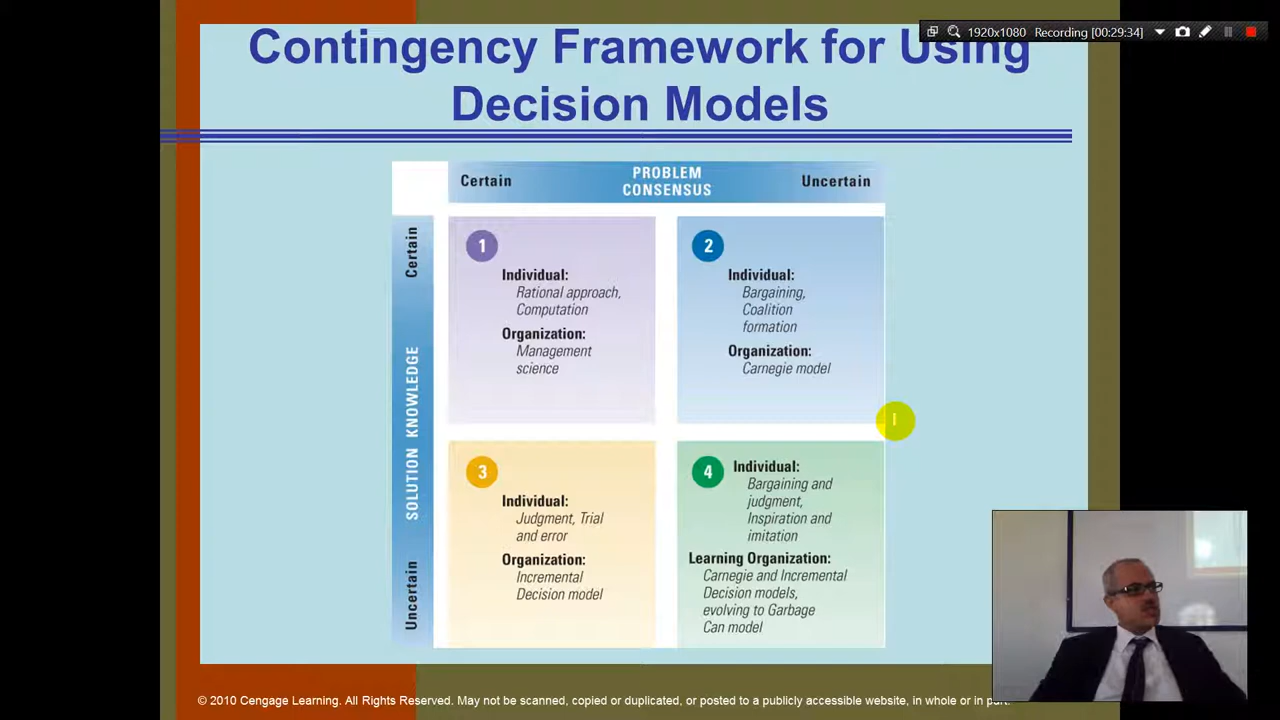 1920x1080 Recording [00:29:34]
Contingency Framework for Using
Decision Models
Certain
PROBLEM
CONSENSUS
Uncertain
Certain
SOLUTION KNOWLEDGE
Uncertain
1
Individual:
Rational approach,
Computation
Organization:
Management
science
2
Individual:
Bargaining,
Coalition
formation
Organization:
Carnegie model
3
Individual:
Judgment, Trial
and error
Organization:
Incremental
Decision model
4
Individual:
Bargaining and
judgment,
Inspiration and
imitation
Learning Organization:
Carnegie and Incremental
Decision models,
evolving to Garbage
Can model
© 2010 Cengage Learning. All Rights Reserved. May not be scanned, copied or duplicated, or posted to a publicly accessible website, in whole or in part.